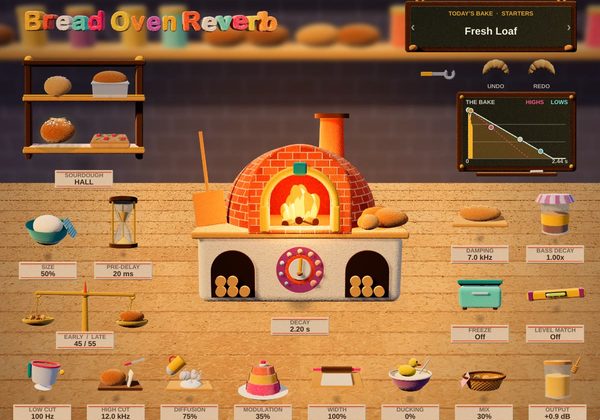 Bread Oven Reverb
TODAY'S BAKE · STARTERS
‹ Fresh Loaf ›
UNDO REDO
THE BAKE HIGHS LOWS
0 2.44 s
SOURDOUGH
HALL
SIZE
50%
PRE-DELAY
20 ms
DAMPING
7.0 kHz
BASS DECAY
1.00x
EARLY / LATE
45 / 55
DECAY
2.20 s
FREEZE
Off
LEVEL MATCH
Off
LOW CUT
100 Hz
HIGH CUT
12.0 kHz
DIFFUSION
75%
MODULATION
35%
WIDTH
100%
DUCKING
0%
MIX
30%
OUTPUT
+0.9 dB